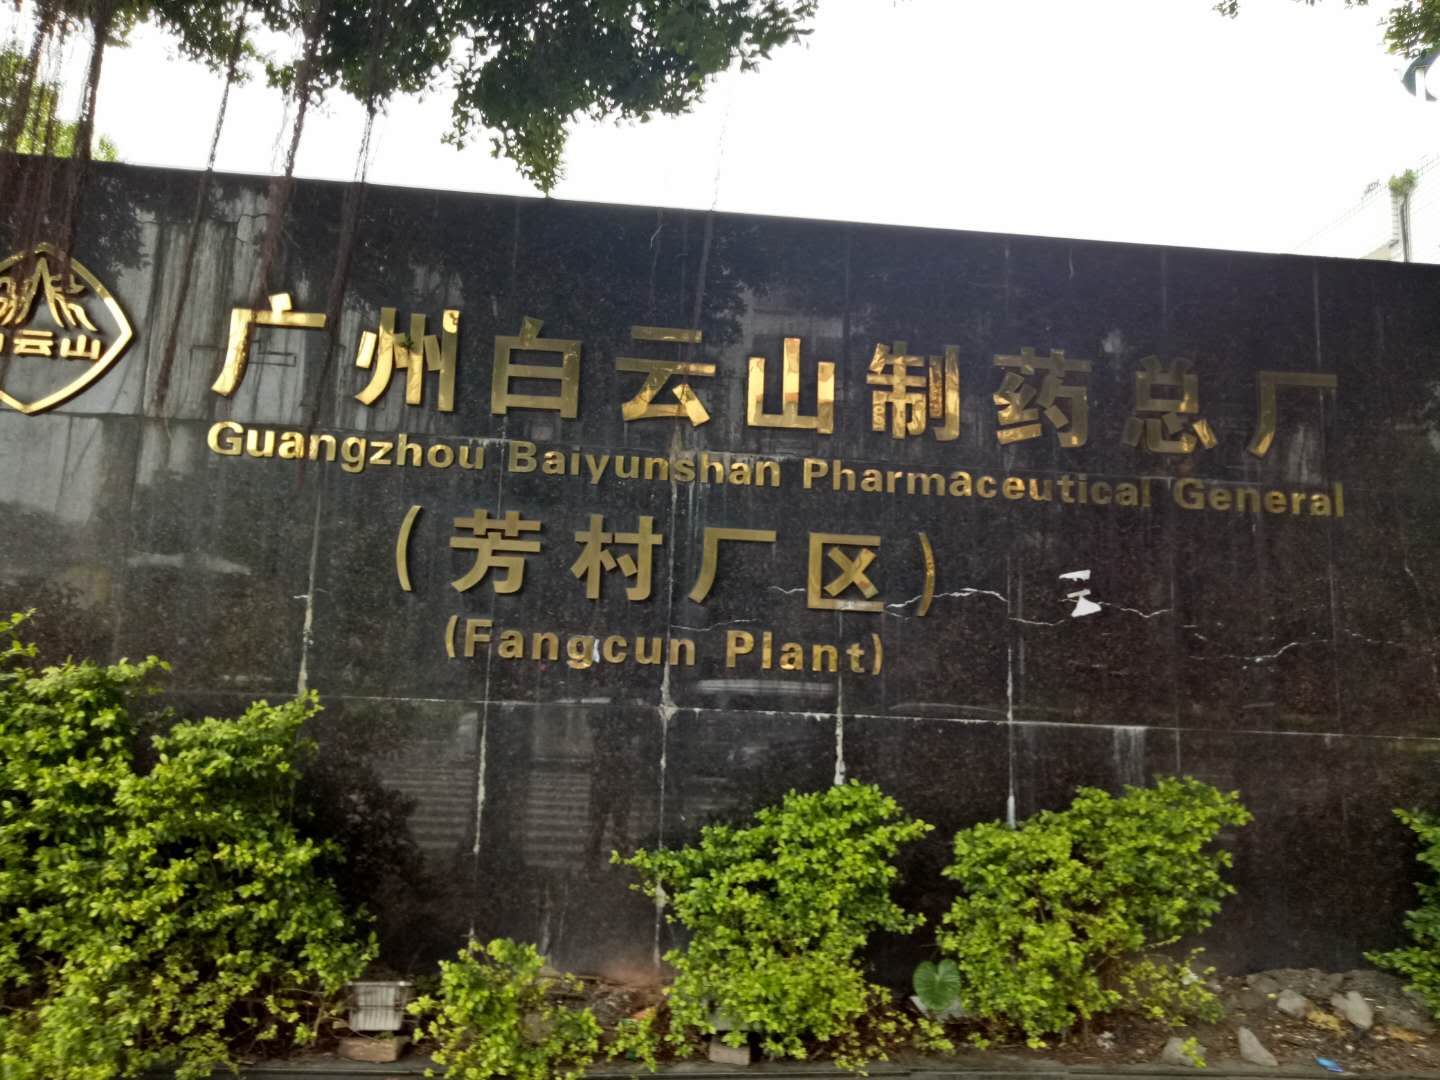 白云山
广州白云山制药总厂
Guangzhou Baiyunshan Pharmaceutical General
(芳村厂区)
(Fangcun Plant)